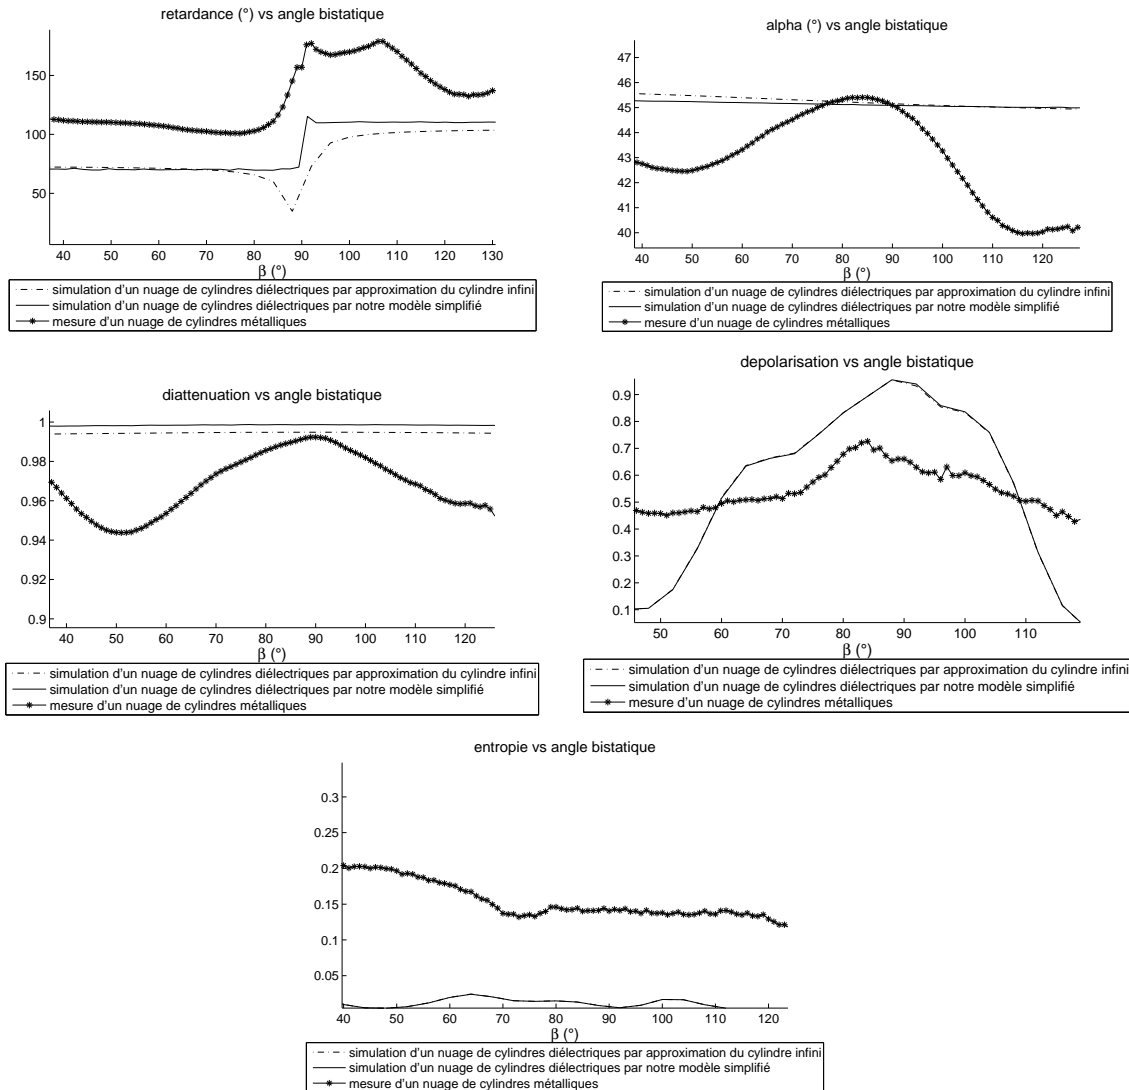 retardance (°) vs angle bistatique
150
100
50
40 50 60 70 80 90 100 110 120 130
β (°)
simulation d'un nuage de cylindres diélectriques par approximation du cylindre infini
simulation d'un nuage de cylindres diélectriques par notre modèle simplifié
mesure d'un nuage de cylindres métalliques
alpha (°) vs angle bistatique
46
45
44
43
42
41
40
40 50 60 70 80 90 100 110 120
β (°)
simulation d'un nuage de cylindres diélectriques par approximation du cylindre infini
simulation d'un nuage de cylindres diélectriques par notre modèle simplifié
mesure d'un nuage de cylindres métalliques
diattenuation vs angle bistatique
1
0.98
0.96
0.94
0.92
0.9
40 50 60 70 80 90 100 110 120
β (°)
simulation d'un nuage de cylindres diélectriques par approximation du cylindre infini
simulation d'un nuage de cylindres diélectriques par notre modèle simplifié
mesure d'un nuage de cylindres métalliques
depolarisation vs angle bistatique
0.9
0.8
0.7
0.6
0.5
0.4
0.3
0.2
0.1
50 60 70 80 90 100 110
β (°)
simulation d'un nuage de cylindres diélectriques par approximation du cylindre infini
simulation d'un nuage de cylindres diélectriques par notre modèle simplifié
mesure d'un nuage de cylindres métalliques
entropie vs angle bistatique
0.3
0.25
0.2
0.15
0.1
0.05
40 50 60 70 80 90 100 110 120
β (°)
simulation d'un nuage de cylindres diélectriques par approximation du cylindre infini
simulation d'un nuage de cylindres diélectriques par notre modèle simplifié
mesure d'un nuage de cylindres métalliques